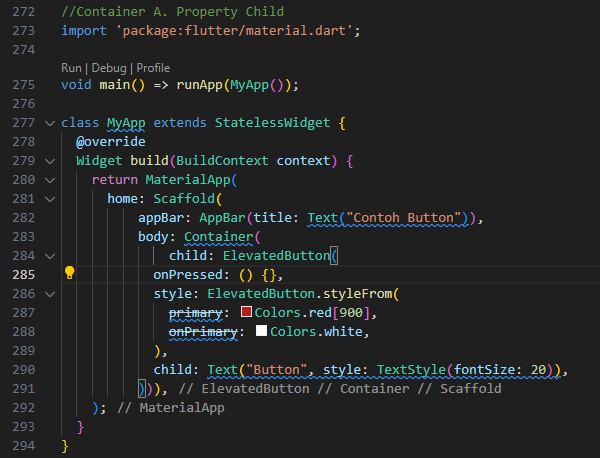 272 //Container A. Property Child
273 import 'package:flutter/material.dart';
274
Run | Debug | Profile
275 void main() => runApp(MyApp());
276
277 class MyApp extends StatelessWidget {
278   @override
279   Widget build(BuildContext context) {
280     return MaterialApp(
281       home: Scaffold(
282           appBar: AppBar(title: Text("Contoh Button")),
283           body: Container(
284               child: ElevatedButton(
285             onPressed: () {},
286             style: ElevatedButton.styleFrom(
287               primary: Colors.red[900],
288               onPrimary: Colors.white,
289             ),
290             child: Text("Button", style: TextStyle(fontSize: 20)),
291           ))), // ElevatedButton // Container // Scaffold
292     ); // MaterialApp
293   }
294 }